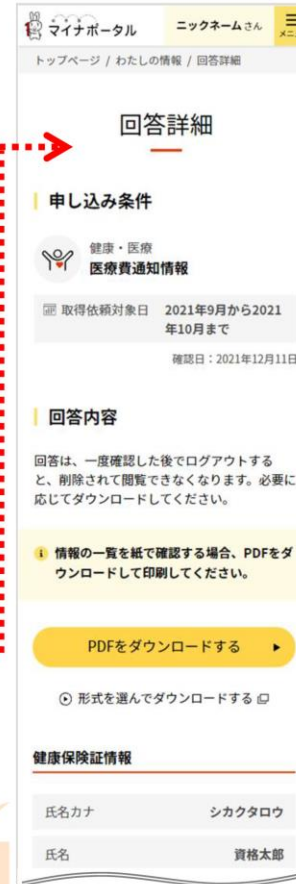 マイナポータル
ニックネームさん
トップページ / わたしの情報 / 回答詳細
回答詳細
申し込み条件
健康・医療
医療費通知情報
取得依頼対象日 2021年9月から2021
年10月まで
確認日：2021年12月11日
回答内容
回答は、一度確認した後でログアウトする
と、削除されて閲覧できなくなります。必要に
応じてダウンロードしてください。
情報の一覧を紙で確認する場合、PDFをダ
ウンロードして印刷してください。
PDFをダウンロードする
形式を選んでダウンロードする
健康保険証情報
氏名カナ シカクタロウ
氏名 資格太郎